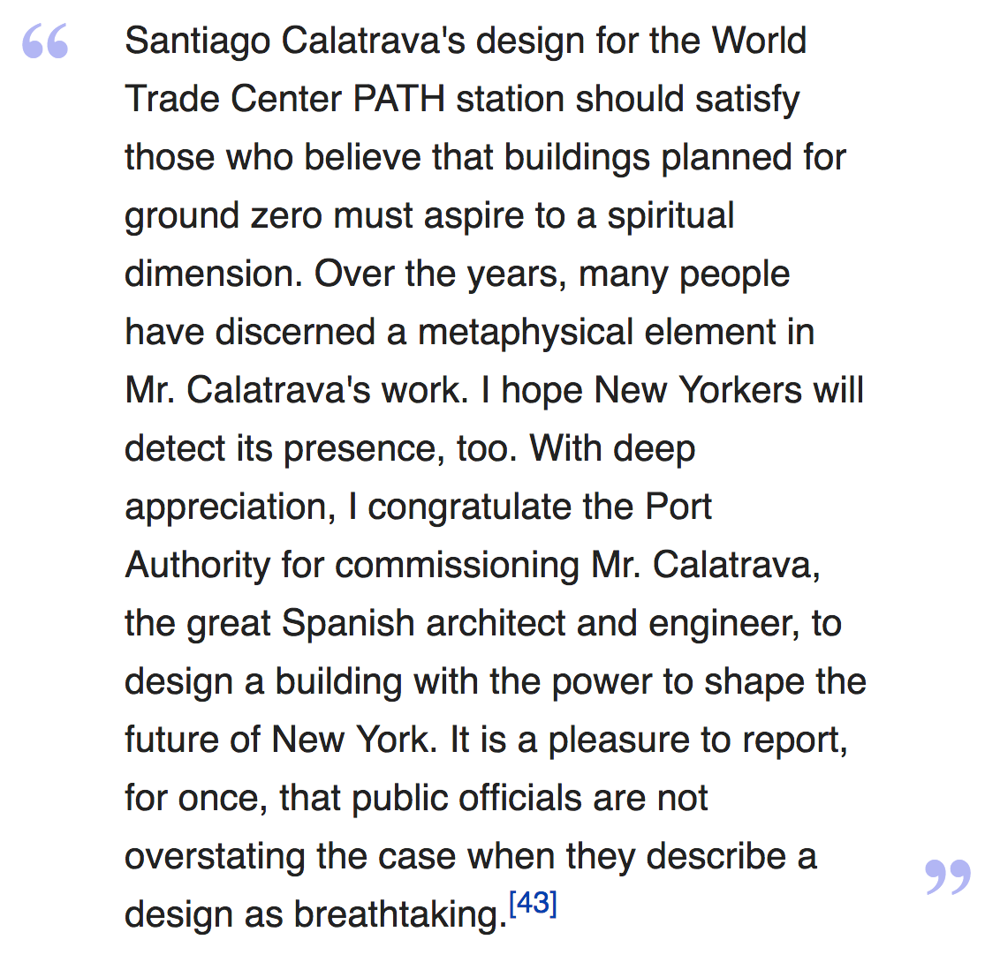 “ Santiago Calatrava's design for the World
Trade Center PATH station should satisfy
those who believe that buildings planned for
ground zero must aspire to a spiritual
dimension. Over the years, many people
have discerned a metaphysical element in
Mr. Calatrava's work. I hope New Yorkers will
detect its presence, too. With deep
appreciation, I congratulate the Port
Authority for commissioning Mr. Calatrava,
the great Spanish architect and engineer, to
design a building with the power to shape the
future of New York. It is a pleasure to report,
for once, that public officials are not
overstating the case when they describe a
design as breathtaking.[43] ”